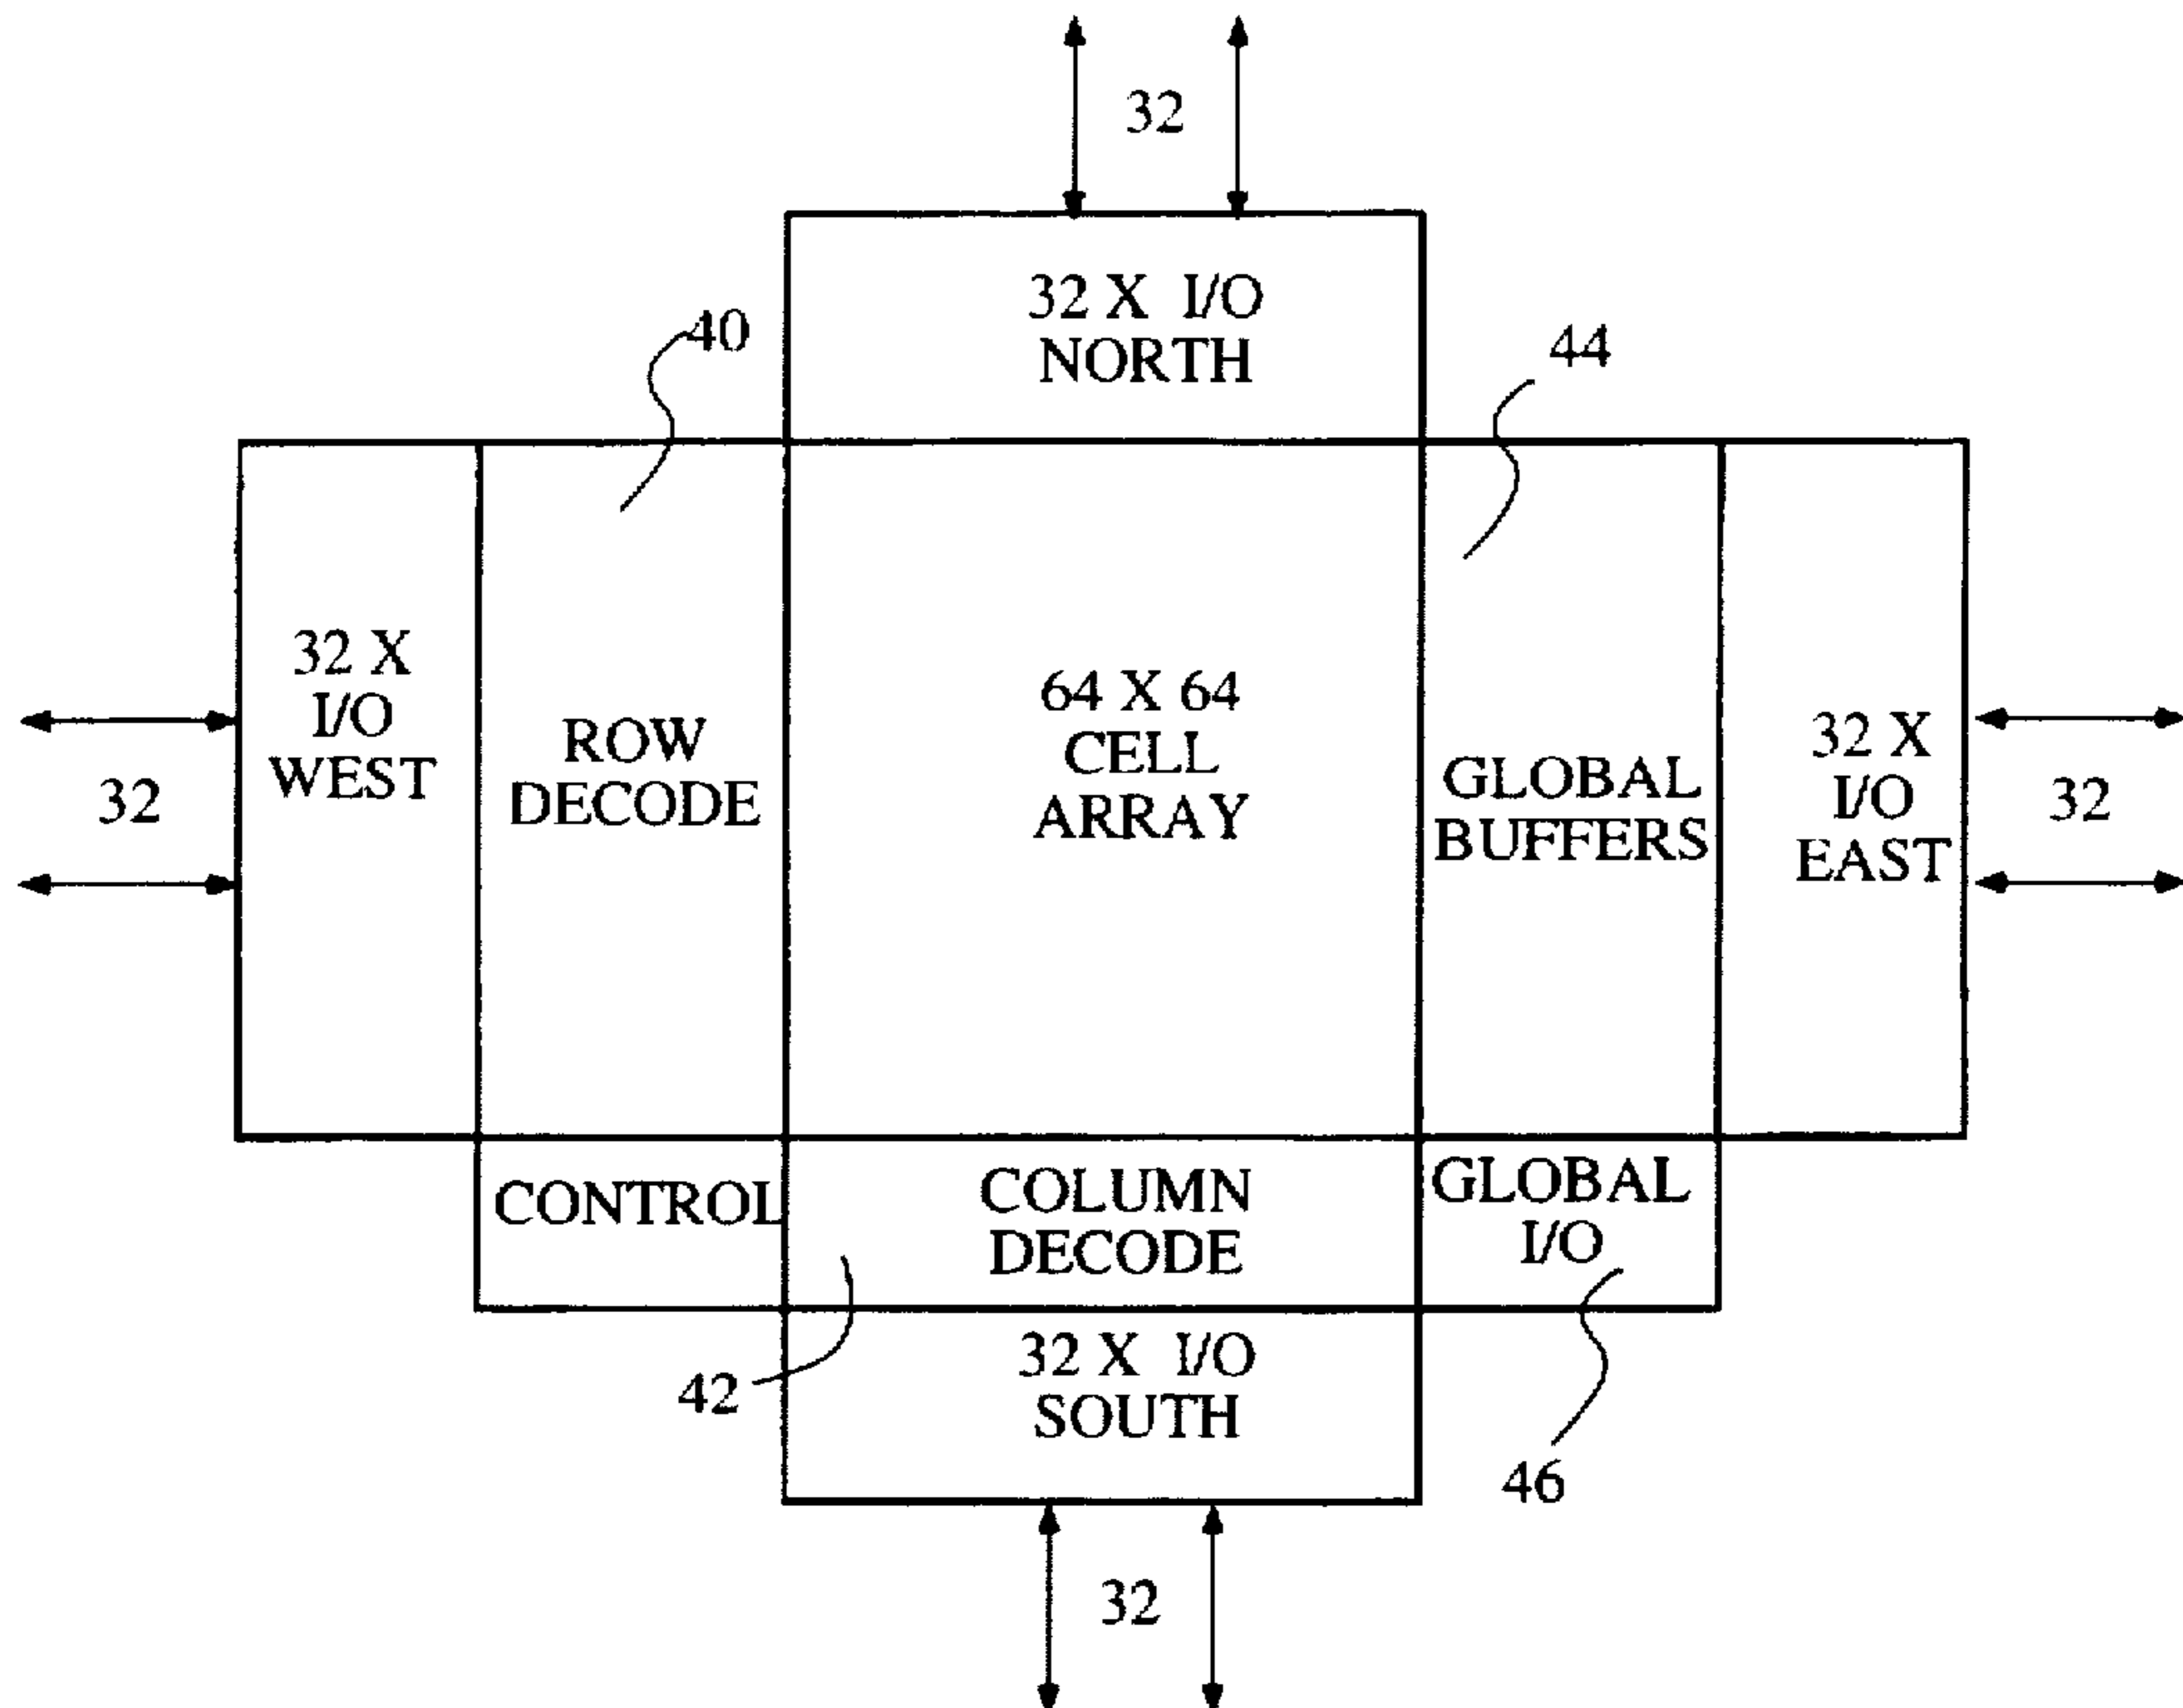 32
32 X I/O
NORTH
40
44
32 X
I/O
WEST
32
ROW
DECODE
64 X 64
CELL
ARRAY
GLOBAL
BUFFERS
32 X
I/O
EAST
32
CONTROL
COLUMN
DECODE
GLOBAL
I/O
42
32 X I/O
SOUTH
46
32